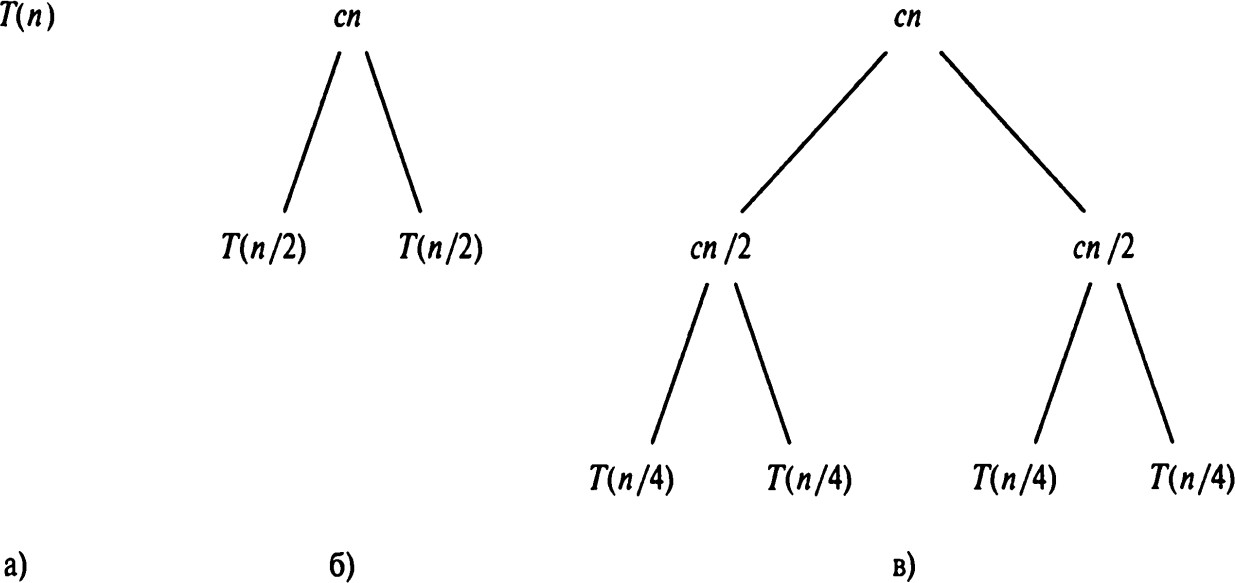 T(n) cn cn
T(n/2) T(n/2) cn/2 cn/2
T(n/4) T(n/4) T(n/4) T(n/4)
а) б) в)